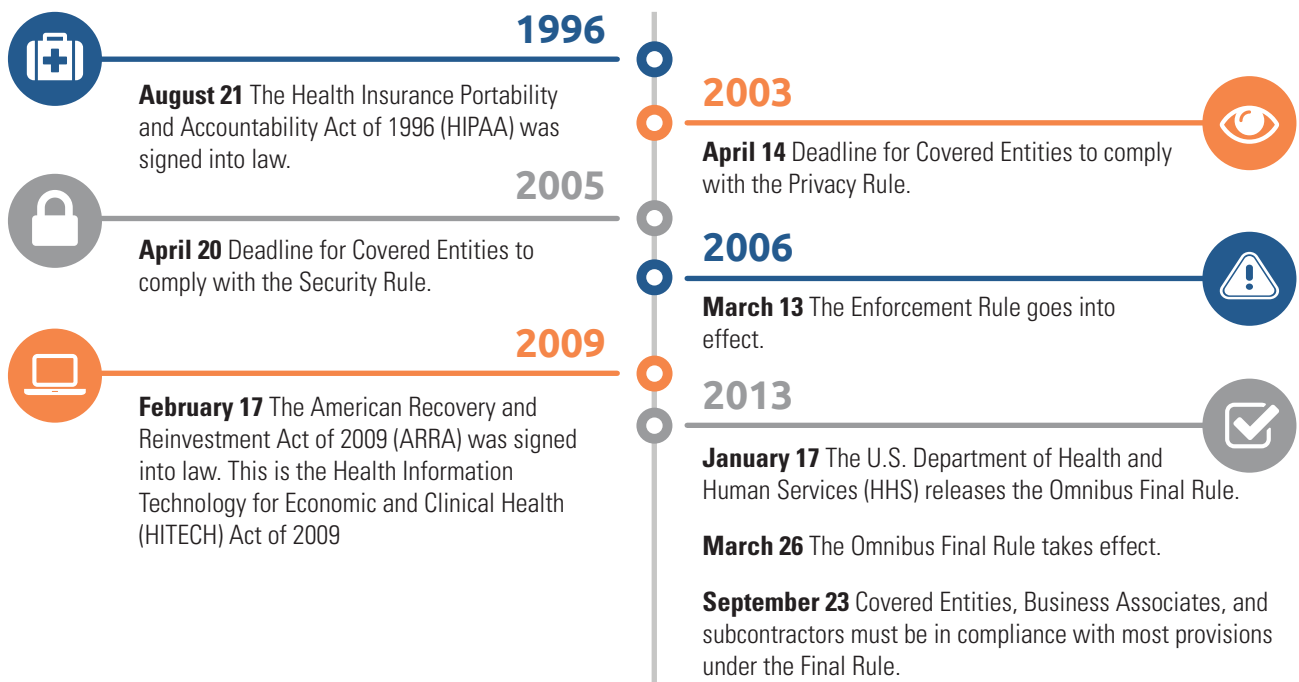 1996
August 21 The Health Insurance Portability
and Accountability Act of 1996 (HIPAA) was
signed into law.
2003
April 14 Deadline for Covered Entities to comply
with the Privacy Rule.
2005
April 20 Deadline for Covered Entities to
comply with the Security Rule.
2006
March 13 The Enforcement Rule goes into
effect.
2009
February 17 The American Recovery and
Reinvestment Act of 2009 (ARRA) was signed
into law. This is the Health Information
Technology for Economic and Clinical Health
(HITECH) Act of 2009
2013
January 17 The U.S. Department of Health and
Human Services (HHS) releases the Omnibus Final Rule.
March 26 The Omnibus Final Rule takes effect.
September 23 Covered Entities, Business Associates, and
subcontractors must be in compliance with most provisions
under the Final Rule.